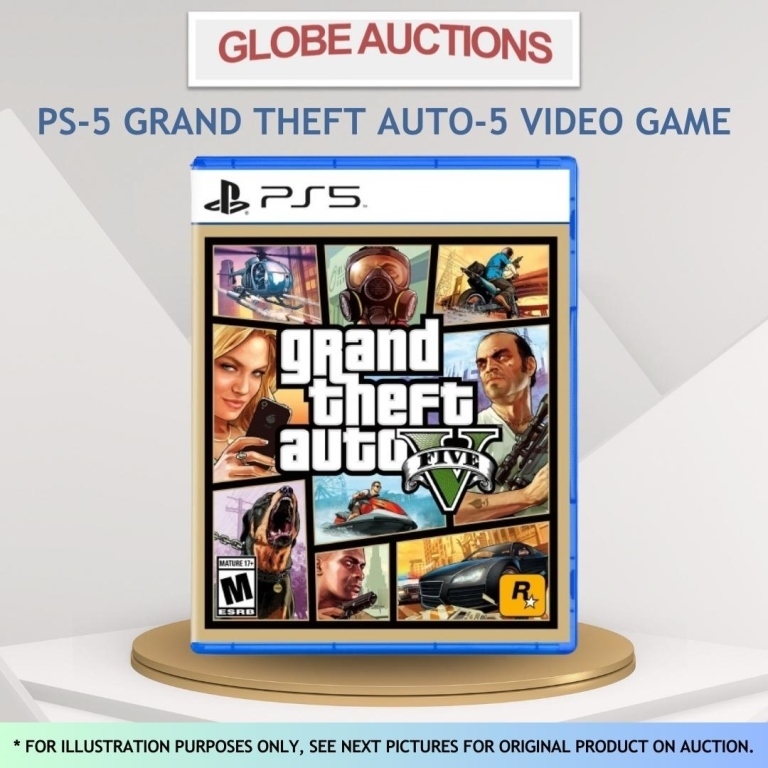 GLOBE AUCTIONS
PS-5 GRAND THEFT AUTO-5 VIDEO GAME
PS5
grand
theft
auto
FIVE
V
MATURE 17+
M
ESRB
R
* FOR ILLUSTRATION PURPOSES ONLY, SEE NEXT PICTURES FOR ORIGINAL PRODUCT ON AUCTION.